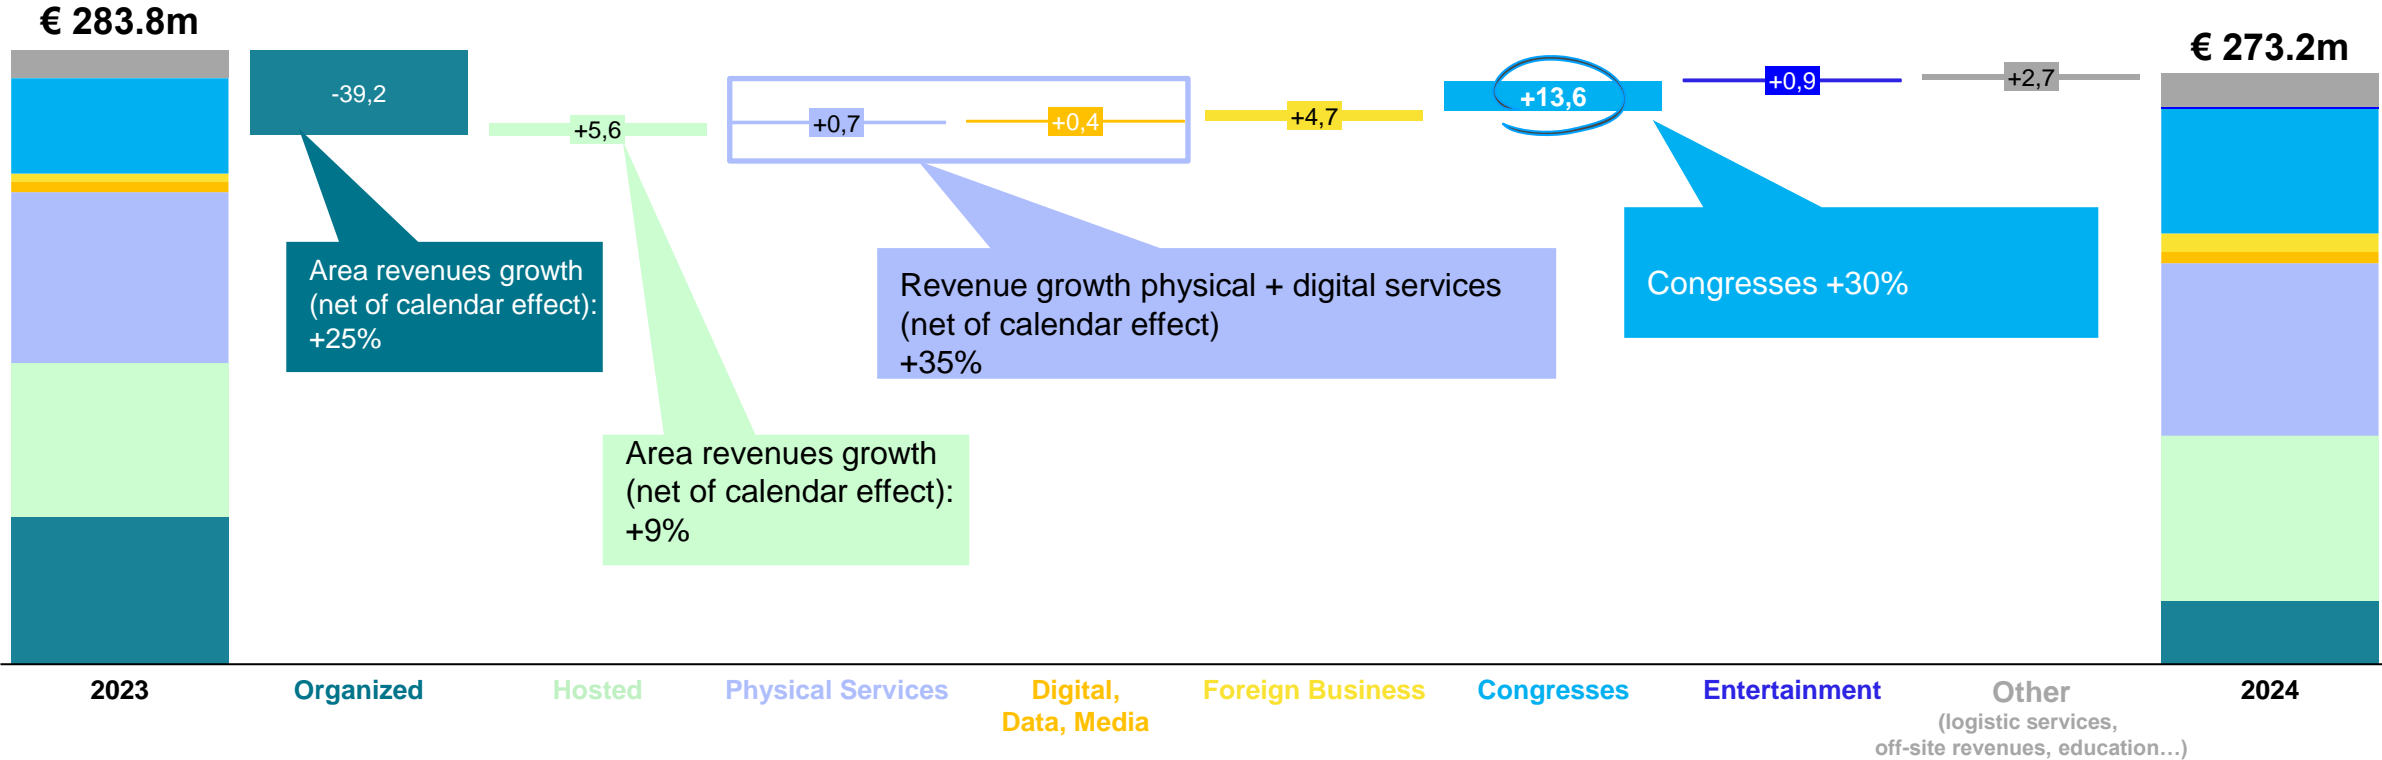 € 283.8m
€ 273.2m
-39,2
+5,6
+0,7
+0,4
+4,7
+13,6
+0,9
+2,7
Area revenues growth
(net of calendar effect):
+25%
Revenue growth physical + digital services
(net of calendar effect)
+35%
Congresses +30%
Area revenues growth
(net of calendar effect):
+9%
2023
Organized
Hosted
Physical Services
Digital,
Data, Media
Foreign Business
Congresses
Entertainment
Other
(logistic services,
off-site revenues, education…)
2024